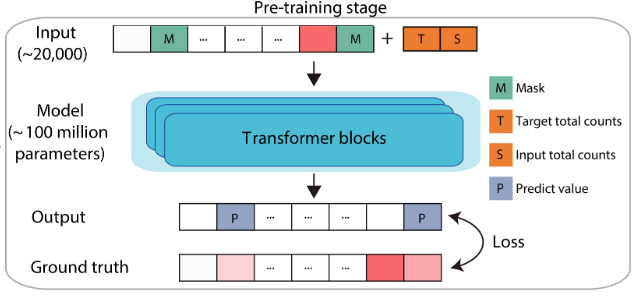 Pre-training stage
Input
(~20,000)
M ... ... ... M + T S
Model
(~100 million
parameters)
Transformer blocks
M Mask
T Target total counts
S Input total counts
P Predict value
Output
P ... ... ... P
Loss
Ground truth
... ... ...